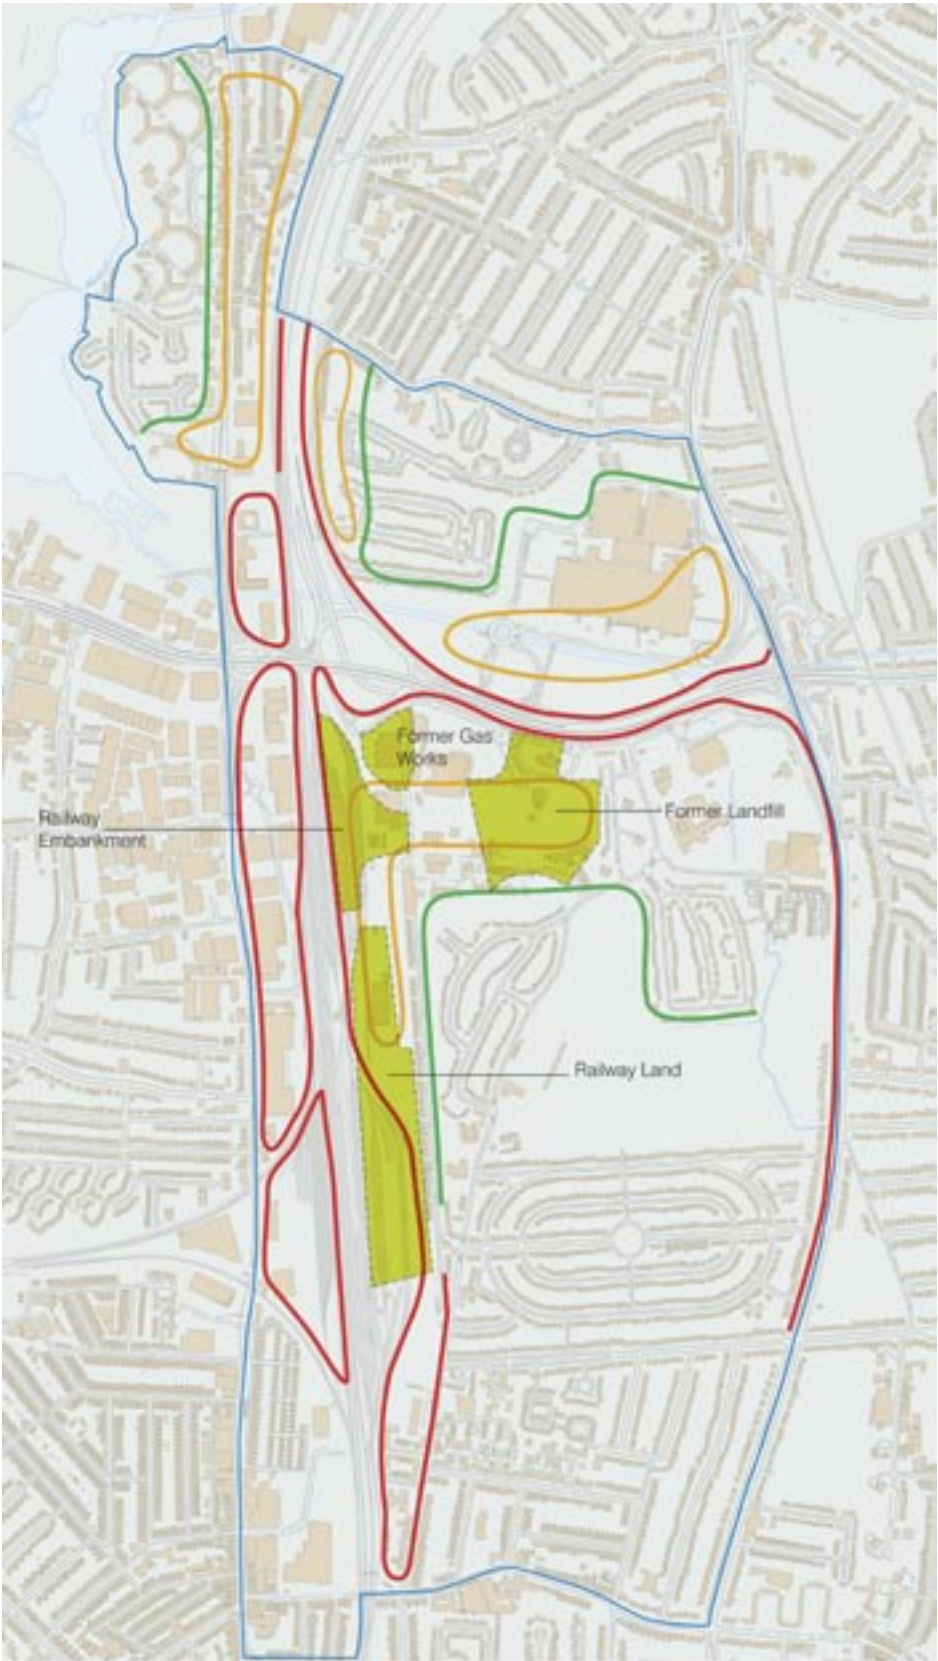 Former Gas
Works
Railway
Embankment
Former Landfill
Railway Land